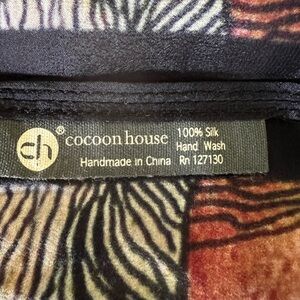 ch® cocoon house
100% Silk
Hand Wash
Handmade in China Rn 127130